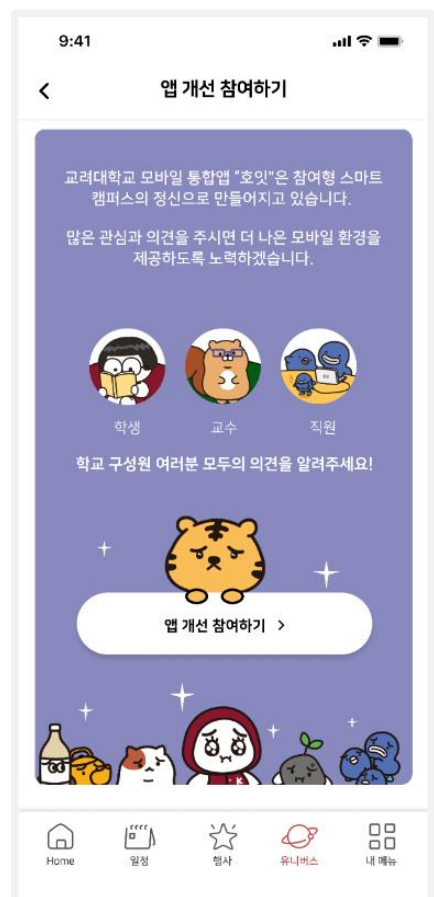 9:41
앱 개선 참여하기
교려대학교 모바일 통합앱 "호잇"은 참여형 스마트
캠퍼스의 정신으로 만들어지고 있습니다.
많은 관심과 의견을 주시면 더 나은 모바일 환경을
제공하도록 노력하겠습니다.
학생 교수 직원
학교 구성원 여러분 모두의 의견을 알려주세요!
앱 개선 참여하기 >
K
Home 일정 행사 유니버스 내 메뉴